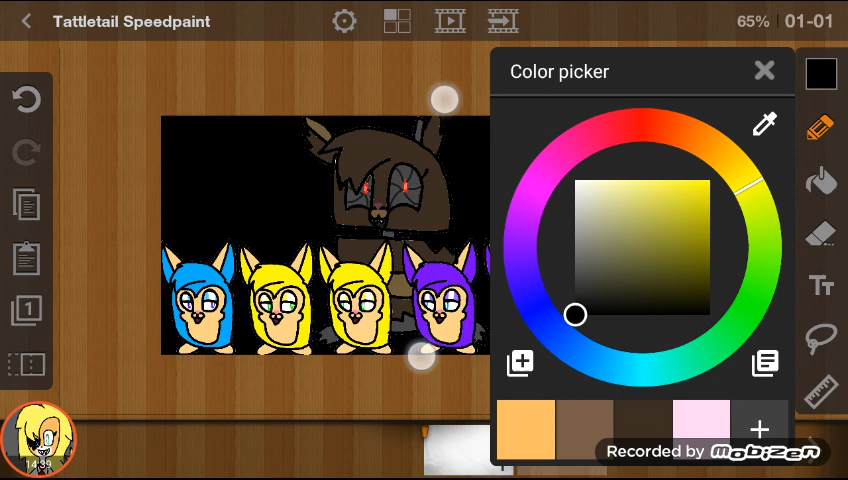 Tattletail Speedpaint
65%
01-01
Color picker
1
Tт
14:39
Recorded by MOBIZEN